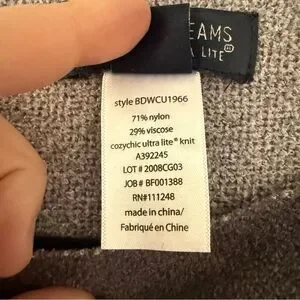 EAMS
LITE
style BDWCU1966
71% nylon
29% viscose
cozychic ultra lite® knit
A392245
LOT # 2008CG03
JOB # BF001388
RN#111248
made in china/
Fabriqué en Chine